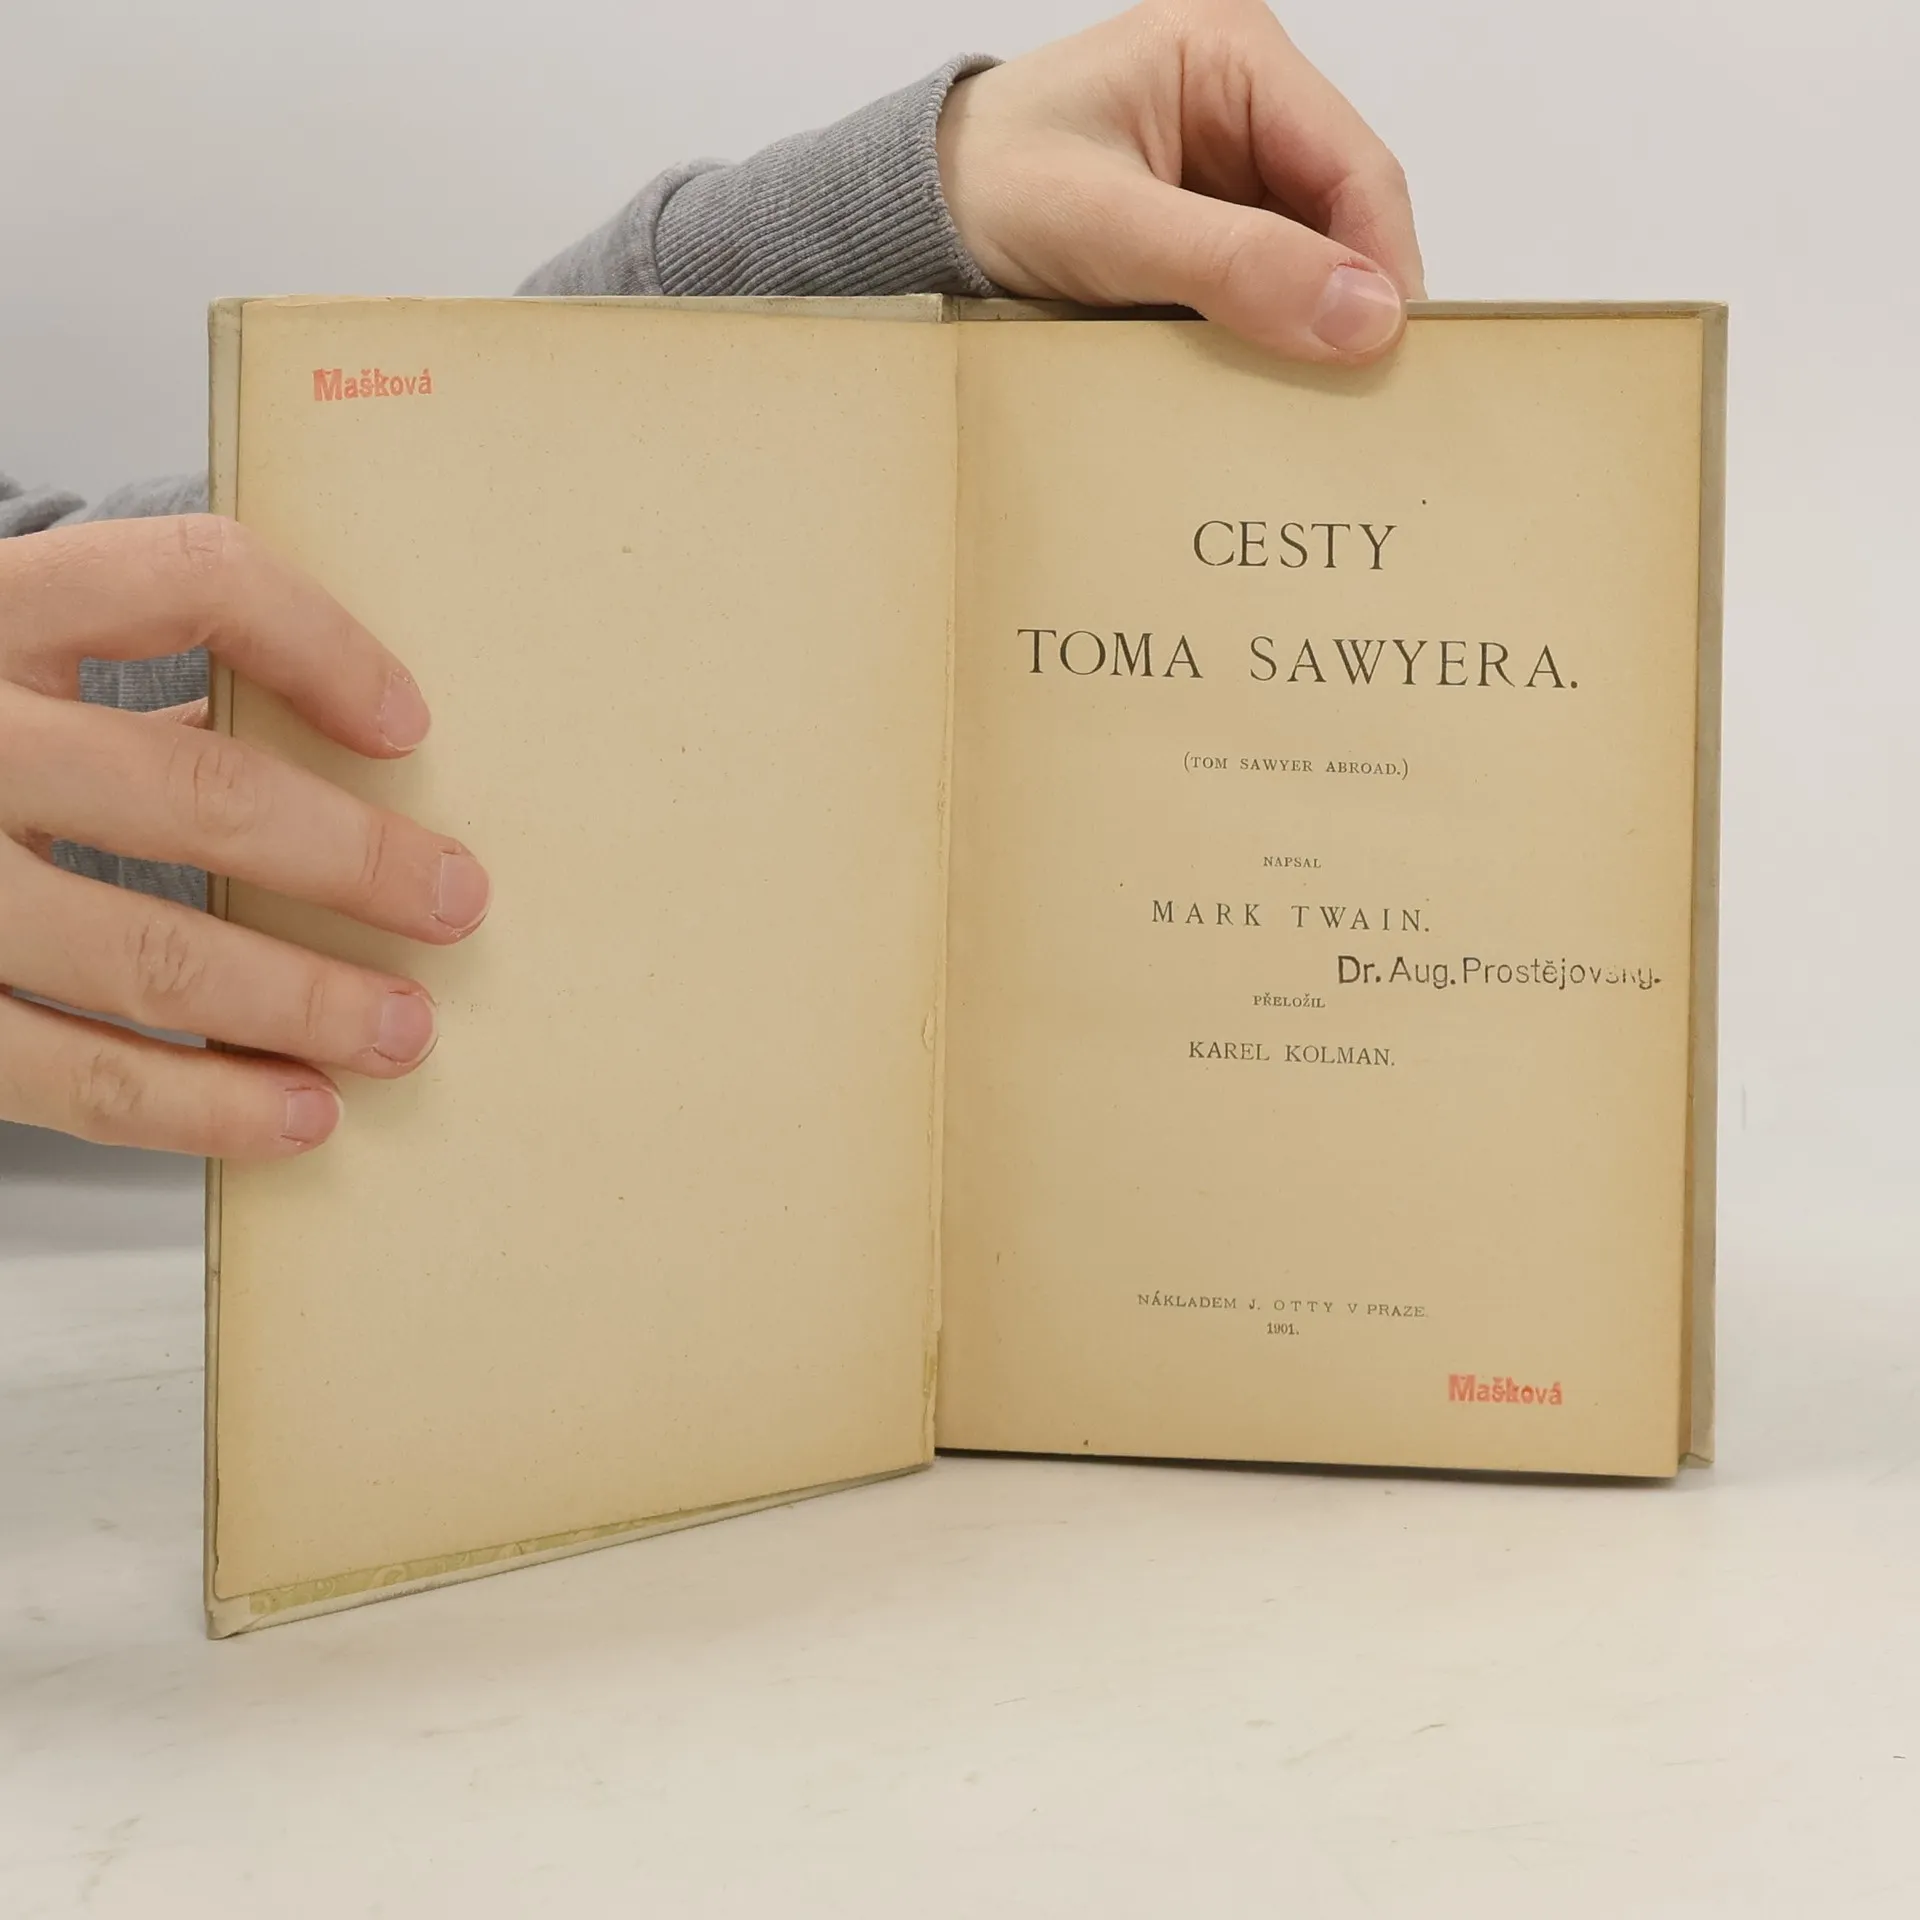 Mašková
CESTY
TOMA SAWYERA.
(TOM SAWYER ABROAD.)
NAPSAL
MARK TWAIN.
Dr. Aug. Prostějovský.
PŘELOŽIL
KAREL KOLMAN.
NÁKLADEM J. OTTY V PRAZE.
1901.
Mašková